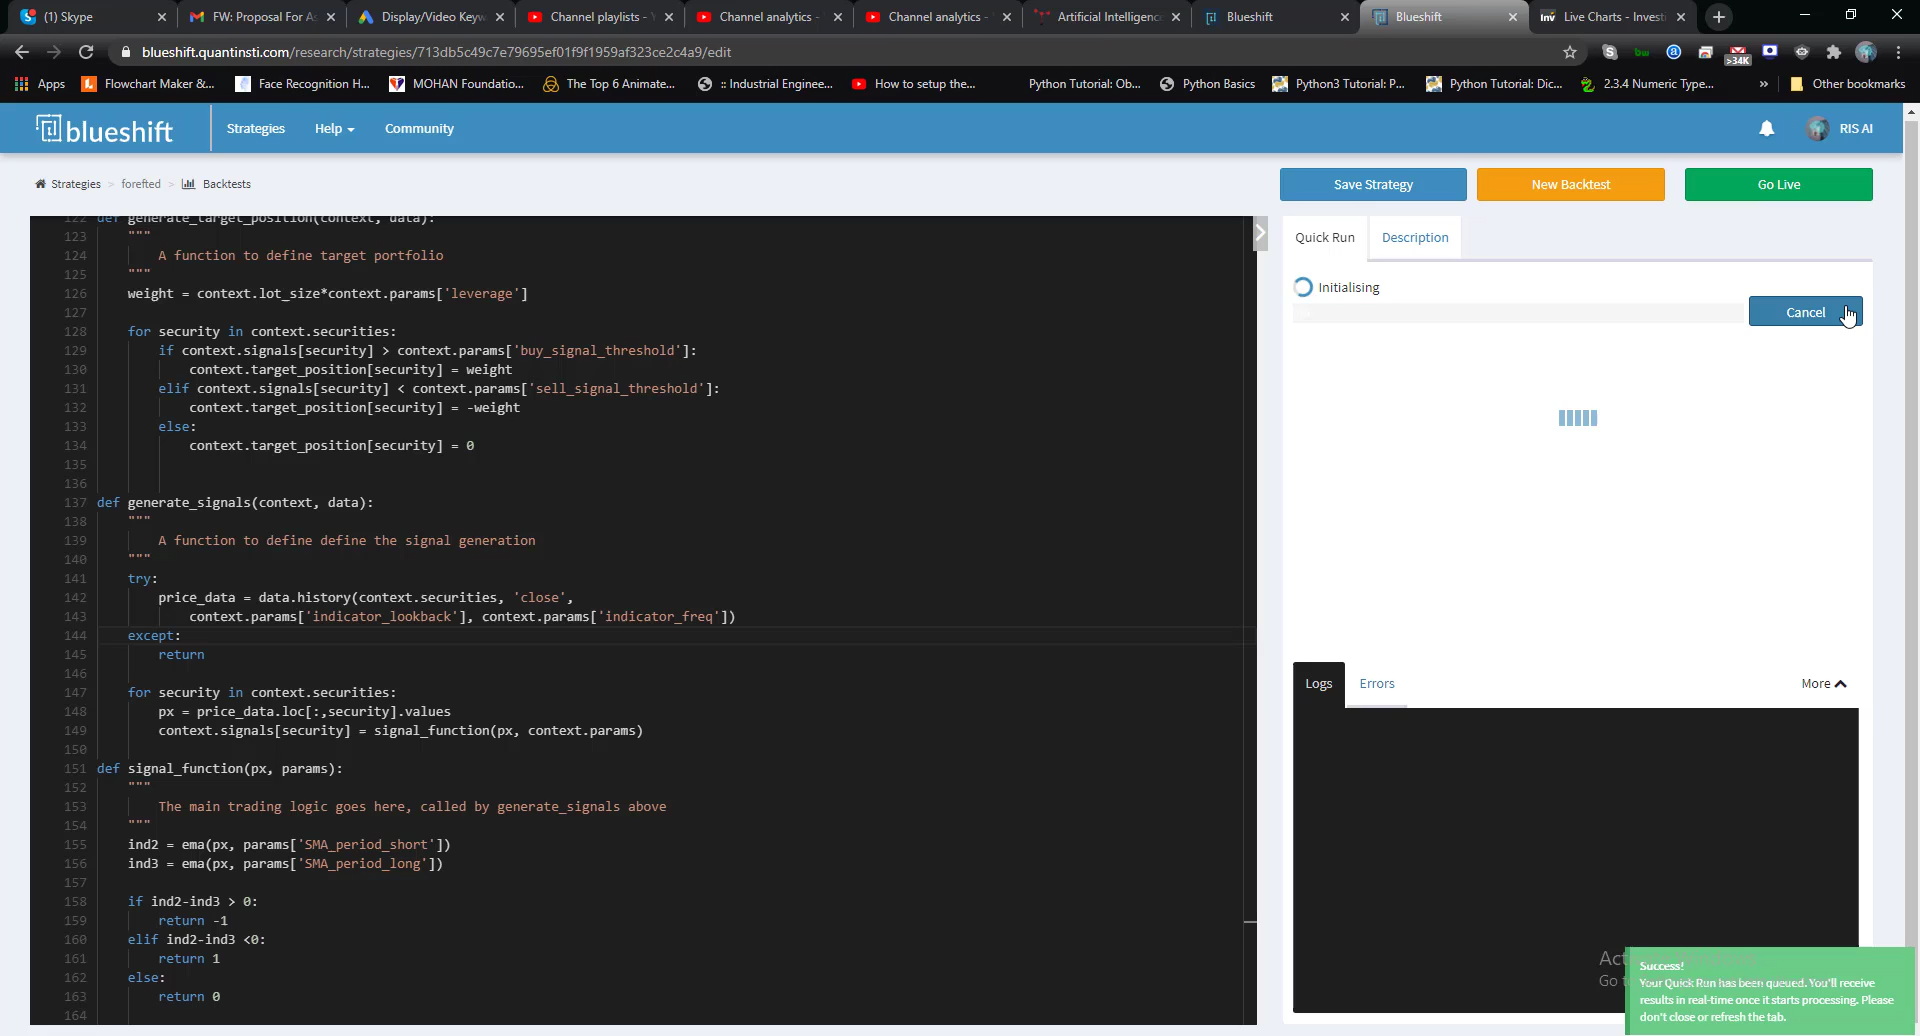 (1) Skype
FW: Proposal For As
Display/Video Keyw
Channel playlists - Y
Channel analytics -
Channel analytics -
Artificial Intelligence
Blueshift
Blueshift
Inv Live Charts - Investi
blueshift.quantinsti.com/research/strategies/713db5c49c7e79695ef01f9f1959af323ce2c4a9/edit
>34K
Apps
Flowchart Maker &...
Face Recognition H...
MOHAN Foundatio...
The Top 6 Animate...
:: Industrial Enginee...
How to setup the...
Python Tutorial: Ob...
Python Basics
Python3 Tutorial: P...
Python Tutorial: Dic...
2.3.4 Numeric Type...
»
Other bookmarks
blueshift
Strategies
Help
Community
RIS AI
Strategies > forefted > Backtests
Save Strategy
New Backtest
Go Live
122 def generate_target_position(context, data):
123 """
124 A function to define target portfolio
125 """
126 weight = context.lot_size*context.params['leverage']
127
128 for security in context.securities:
129 if context.signals[security] > context.params['buy_signal_threshold']:
130 context.target_position[security] = weight
131 elif context.signals[security] < context.params['sell_signal_threshold']:
132 context.target_position[security] = -weight
133 else:
134 context.target_position[security] = 0
135
136
137 def generate_signals(context, data):
138 """
139 A function to define define the signal generation
140 """
141 try:
142 price_data = data.history(context.securities, 'close',
143 context.params['indicator_lookback'], context.params['indicator_freq'])
144 except:
145 return
146
147 for security in context.securities:
148 px = price_data.loc[:,security].values
149 context.signals[security] = signal_function(px, context.params)
150
151 def signal_function(px, params):
152 """
153 The main trading logic goes here, called by generate_signals above
154 """
155 ind2 = ema(px, params['SMA_period_short'])
156 ind3 = ema(px, params['SMA_period_long'])
157
158 if ind2-ind3 > 0:
159 return -1
160 elif ind2-ind3 <0:
161 return 1
162 else:
163 return 0
164
Quick Run
Description
Initialising
Cancel
Logs
Errors
More
Act
Go t
Success!
Your Quick Run has been queued. You'll receive
results in real-time once it starts processing. Please
don't close or refresh the tab.